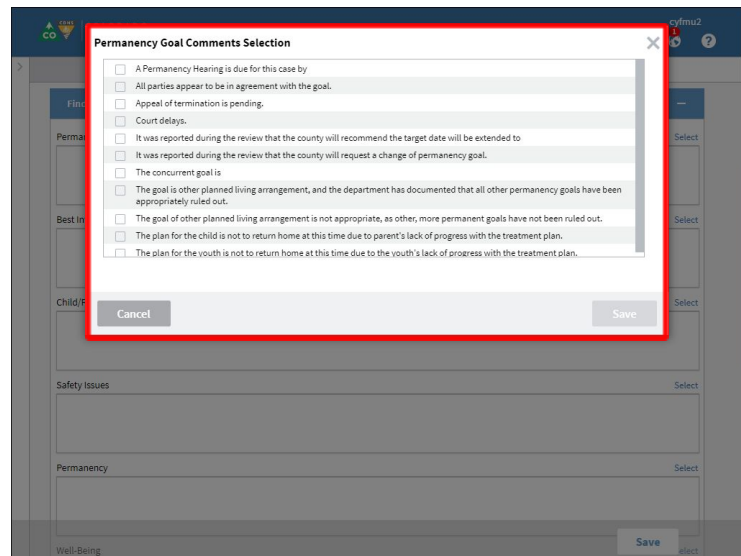 cyfmu2
co
1
?
Permanency Goal Comments Selection
A Permanency Hearing is due for this case by
All parties appear to be in agreement with the goal.
Appeal of termination is pending.
Court delays.
It was reported during the review that the county will recommend the target date will be extended to
It was reported during the review that the county will request a change of permanency goal.
The concurrent goal is
The goal is other planned living arrangement, and the department has documented that all other permanency goals have been
appropriately ruled out.
The goal of other planned living arrangement is not appropriate, as other, more permanent goals have not been ruled out.
The plan for the child is not to return home at this time due to parent's lack of progress with the treatment plan.
The plan for the youth is not to return home at this time due to the youth's lack of progress with the treatment plan.
Cancel
Save
Find
Perma
Select
Best In
Select
Child/F
Select
Safety Issues
Select
Permanency
Select
Well-Being
Save
elect